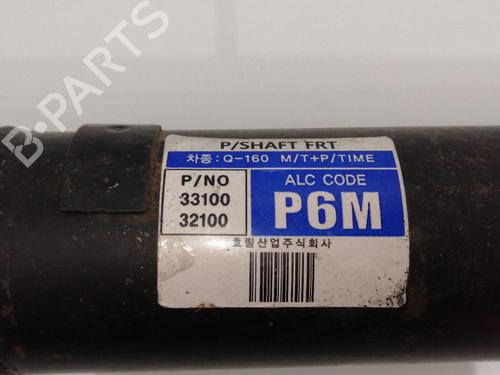 P/SHAFT FRT
차종: Q-160 M/T+P/TIME
P/NO
33100
32100
ALC CODE
P6M
호림산업주식회사
B-PARTS